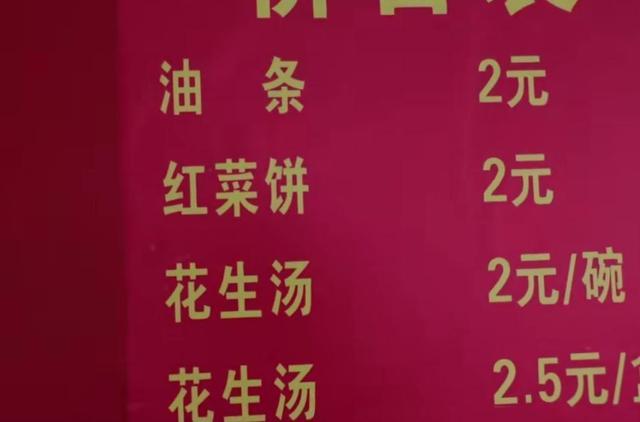 油条 2元
红菜饼 2元
花生汤 2元/碗
花生汤 2.5元/